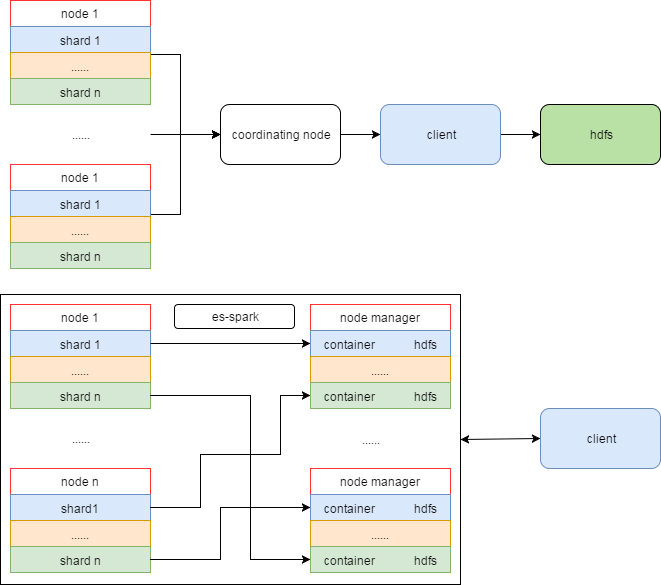 node 1
shard 1
......
shard n
......
node 1
shard 1
......
shard n
coordinating node
client
hdfs
node 1
shard 1
......
shard n
......
node n
shard1
......
shard n
es-spark
node manager
container hdfs
......
container hdfs
......
node manager
container hdfs
......
container hdfs
client